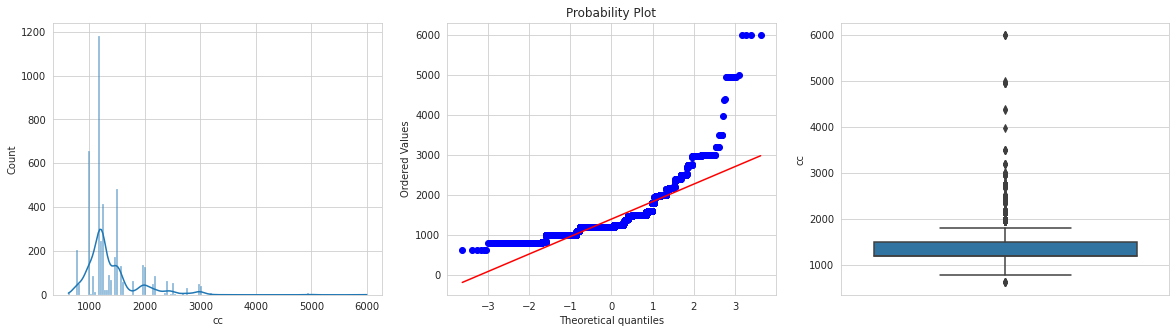 1200
1000
800
600
400
200
0
1000 2000 3000 4000 5000 6000
cc
Count
Probability Plot
6000
5000
4000
3000
2000
1000
0
−3 −2 −1 0 1 2 3
Theoretical quantiles
Ordered Values
6000
5000
4000
3000
2000
1000
cc